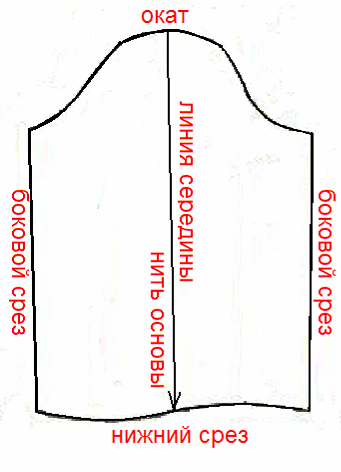 окат
линия середины
нить основы
боковой срез
боковой срез
нижний срез